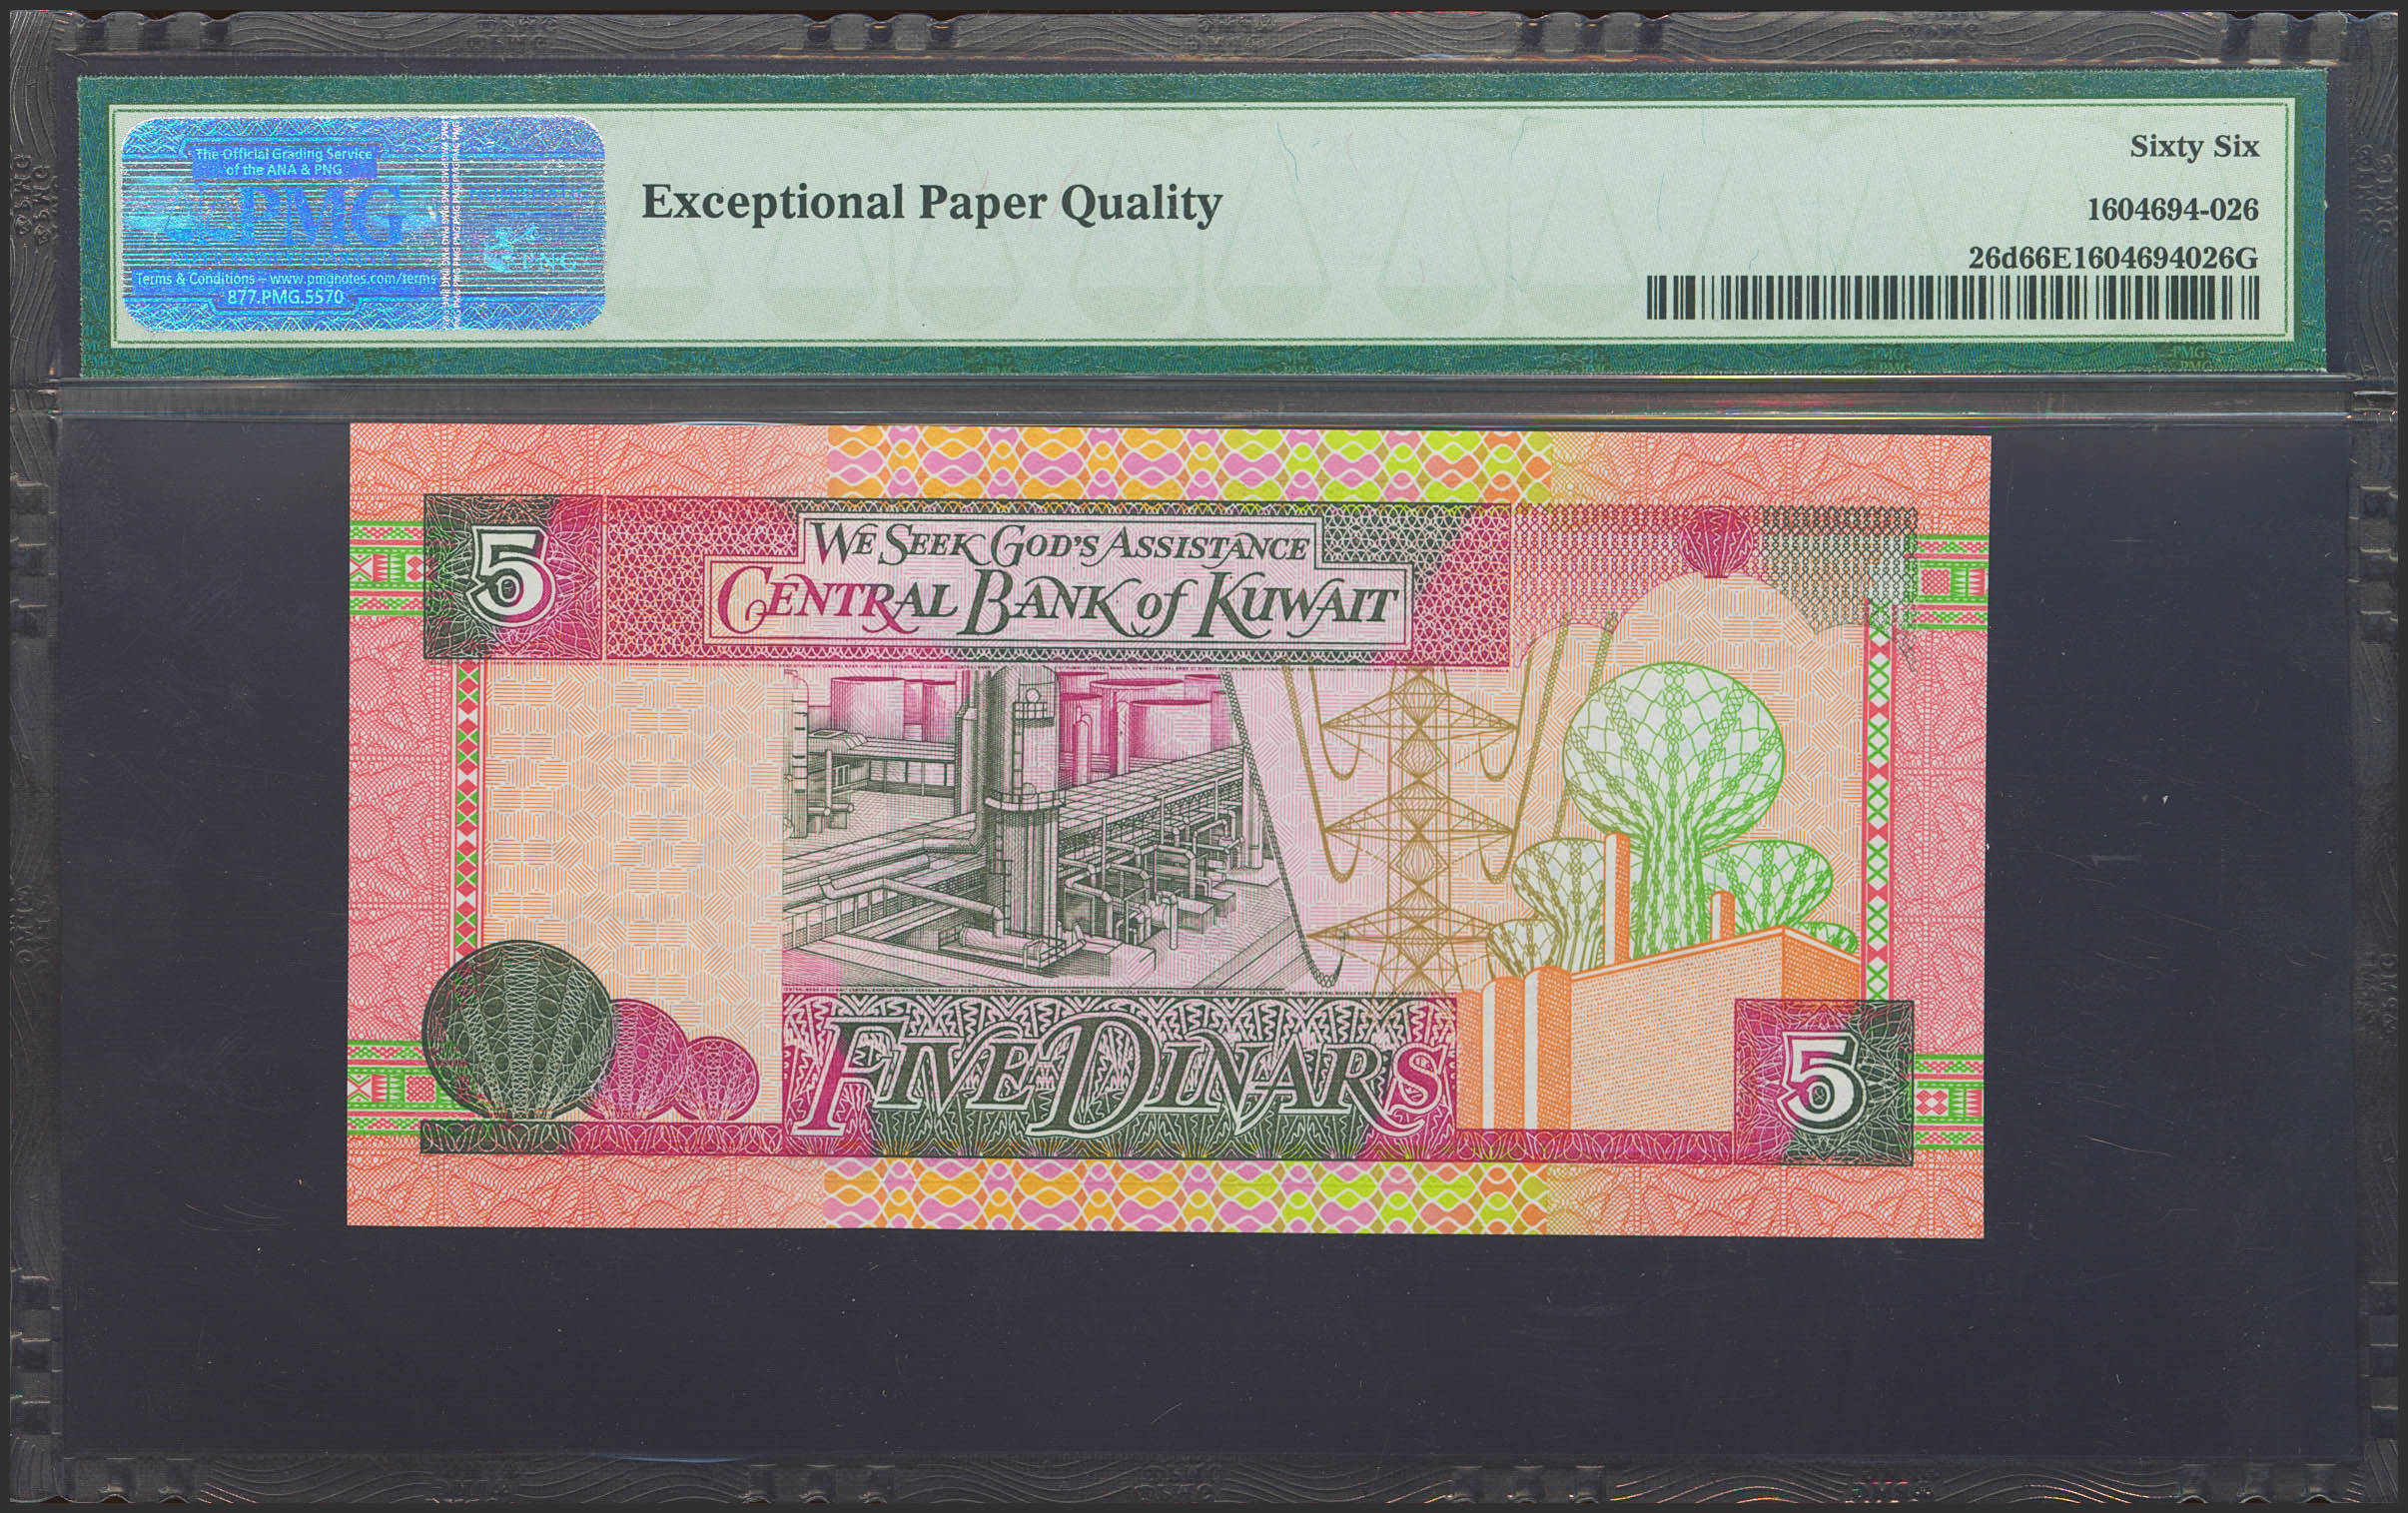 The Official Grading Service
of the ANA & PNG
PMG
PNG
Terms & Conditions – www.pmgnotes.com/terms
877.PMG.5570
Exceptional Paper Quality
Sixty Six
1604694-026
26d66E1604694026G
5
WE SEEK GOD'S ASSISTANCE
CENTRAL BANK of KUWAIT
FIVE DINARS
5